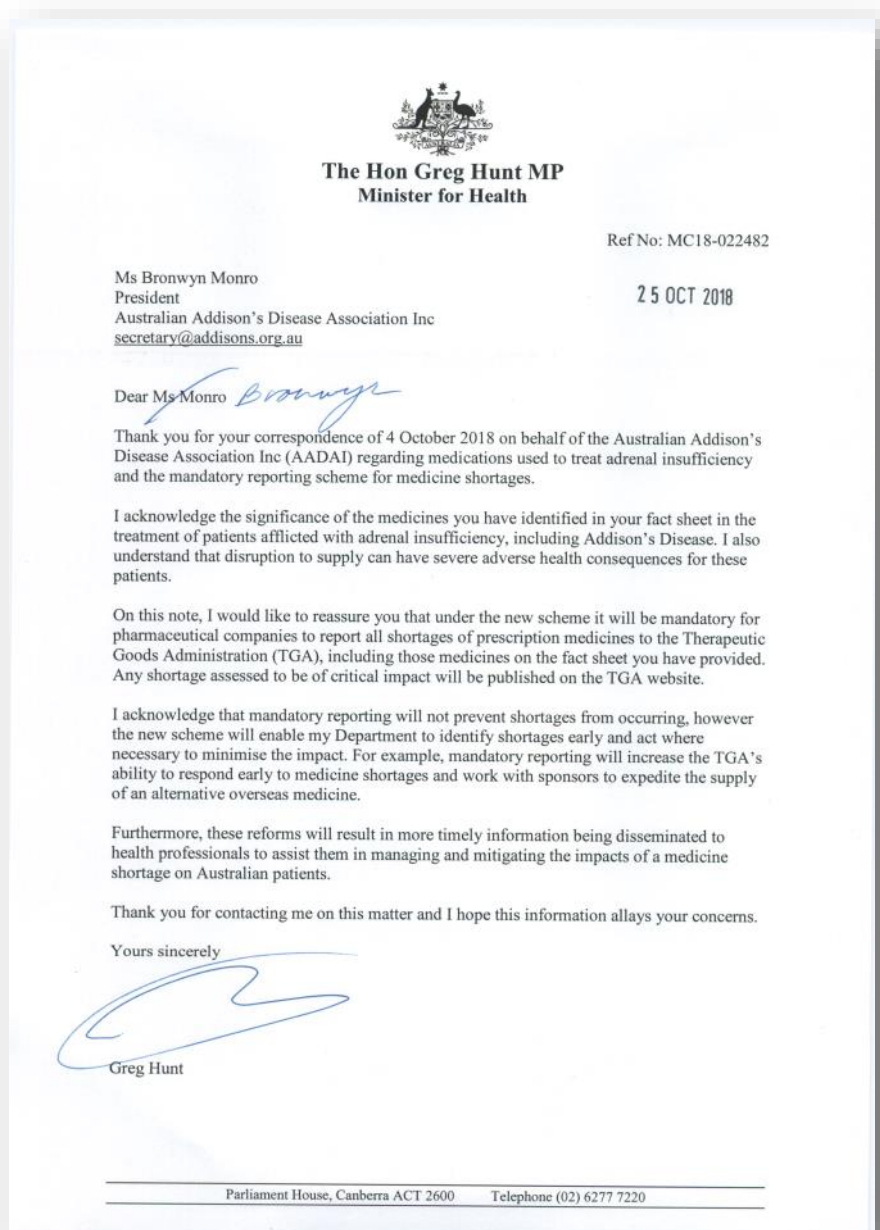 The Hon Greg Hunt MP
Minister for Health
Ref No: MC18-022482
Ms Bronwyn Monro
President
25 OCT 2018
Australian Addison's Disease Association Inc
secretary@addisons.org.au
Dear Ms Monro Bronwyn
Thank you for your correspondence of 4 October 2018 on behalf of the Australian Addison's
Disease Association Inc (AADAI) regarding medications used to treat adrenal insufficiency
and the mandatory reporting scheme for medicine shortages.
I acknowledge the significance of the medicines you have identified in your fact sheet in the
treatment of patients afflicted with adrenal insufficiency, including Addison's Disease. I also
understand that disruption to supply can have severe adverse health consequences for these
patients.
On this note, I would like to reassure you that under the new scheme it will be mandatory for
pharmaceutical companies to report all shortages of prescription medicines to the Therapeutic
Goods Administration (TGA), including those medicines on the fact sheet you have provided.
Any shortage assessed to be of critical impact will be published on the TGA website.
I acknowledge that mandatory reporting will not prevent shortages from occurring, however
the new scheme will enable my Department to identify shortages early and act where
necessary to minimise the impact. For example, mandatory reporting will increase the TGA's
ability to respond early to medicine shortages and work with sponsors to expedite the supply
of an alternative overseas medicine.
Furthermore, these reforms will result in more timely information being disseminated to
health professionals to assist them in managing and mitigating the impacts of a medicine
shortage on Australian patients.
Thank you for contacting me on this matter and I hope this information allays your concerns.
Yours sincerely
Greg Hunt
Parliament House, Canberra ACT 2600 Telephone (02) 6277 7220